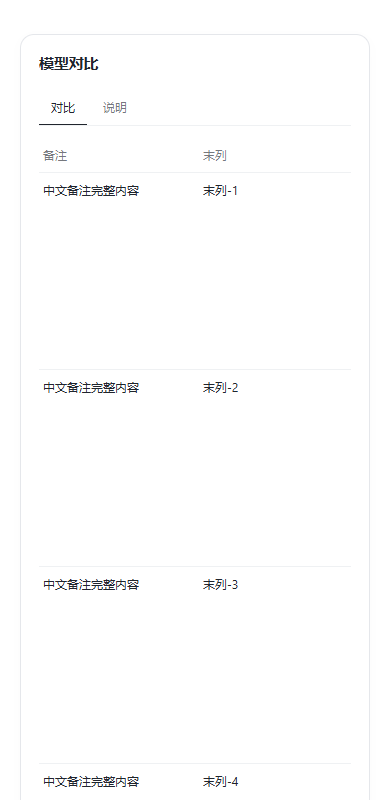 模型对比
对比 说明
备注 末列
中文备注完整内容 末列-1
中文备注完整内容 末列-2
中文备注完整内容 末列-3
中文备注完整内容 末列-4